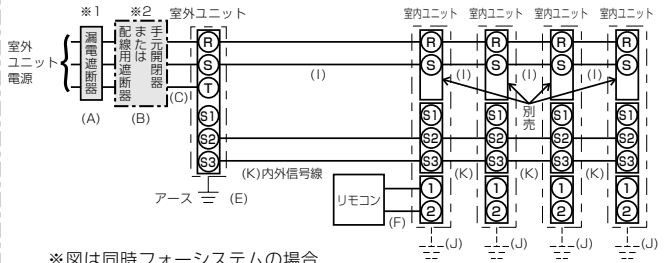 ※1
※2
室外ユニット
室内ユニット
室内ユニット
室内ユニット
室内ユニット
室外
ユニット
電源
漏電遮断器
手元開閉器
または
配線用遮断器
(A)
(B)
(C)
R
S
T
S1
S2
S3
(I)
(I)
(I)
(I)
R
S
S1
S2
S3
1
2
R
S
S1
S2
S3
1
2
R
S
S1
S2
S3
1
2
R
S
S1
S2
S3
1
2
別売
(K)内外信号線
(K)
(K)
(K)
アース
(E)
リモコン
(F)
(J)
(J)
(J)
(J)
※図は同時フォーシステムの場合